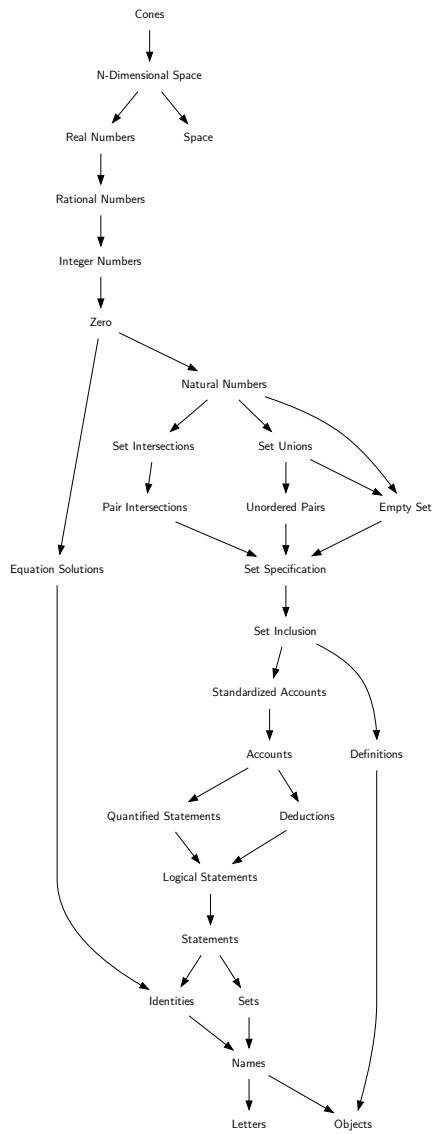 Cones
N-Dimensional Space
Real Numbers
Space
Rational Numbers
Integer Numbers
Zero
Natural Numbers
Set Intersections
Set Unions
Pair Intersections
Unordered Pairs
Empty Set
Equation Solutions
Set Specification
Set Inclusion
Standardized Accounts
Accounts
Definitions
Quantified Statements
Deductions
Logical Statements
Statements
Identities
Sets
Names
Letters
Objects